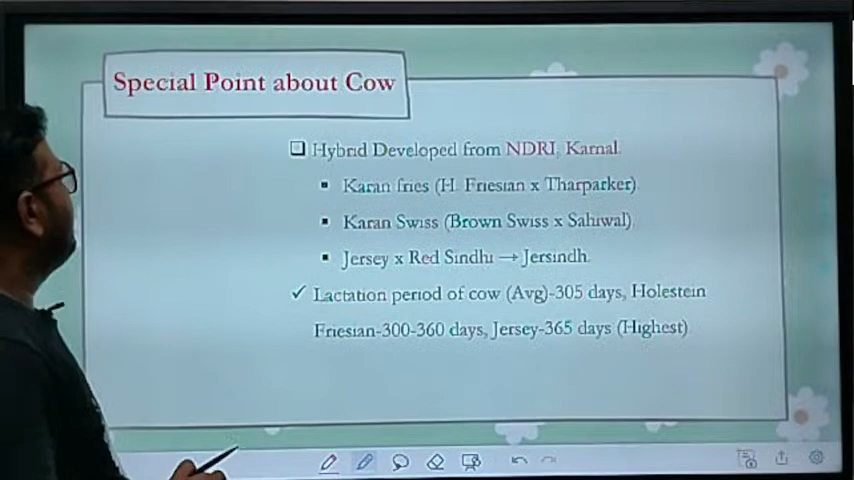 Special Point about Cow
❑ Hybrid Developed from NDRI, Karnal.
▪ Karan fries (H. Friesian x Tharparker).
▪ Karan Swiss (Brown Swiss x Sahiwal).
▪ Jersey x Red Sindhi → Jersindh.
✓ Lactation period of cow (Avg)-305 days, Holestein
Friesian-300-360 days, Jersey-365 days (Highest)